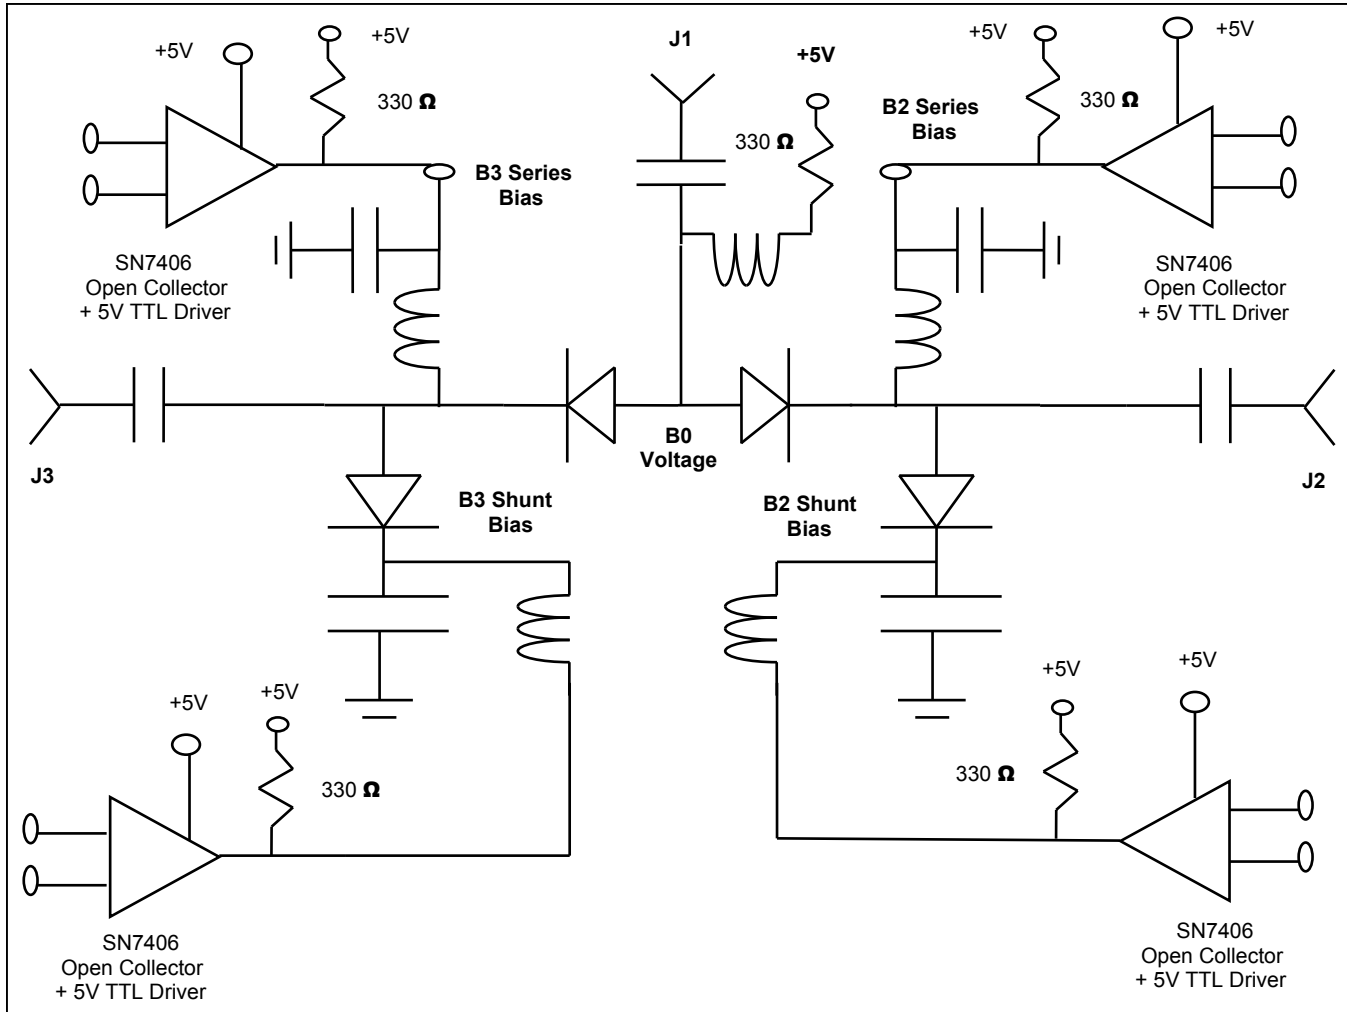 +5V
+5V
J1
+5V
+5V
+5V
330 Ω
B3 Series
Bias
330 Ω
B2 Series
Bias
330 Ω
SN7406
Open Collector
+ 5V TTL Driver
SN7406
Open Collector
+ 5V TTL Driver
J3
B0
Voltage
J2
B3 Shunt
Bias
B2 Shunt
Bias
+5V
+5V
330 Ω
+5V
+5V
330 Ω
SN7406
Open Collector
+ 5V TTL Driver
SN7406
Open Collector
+ 5V TTL Driver